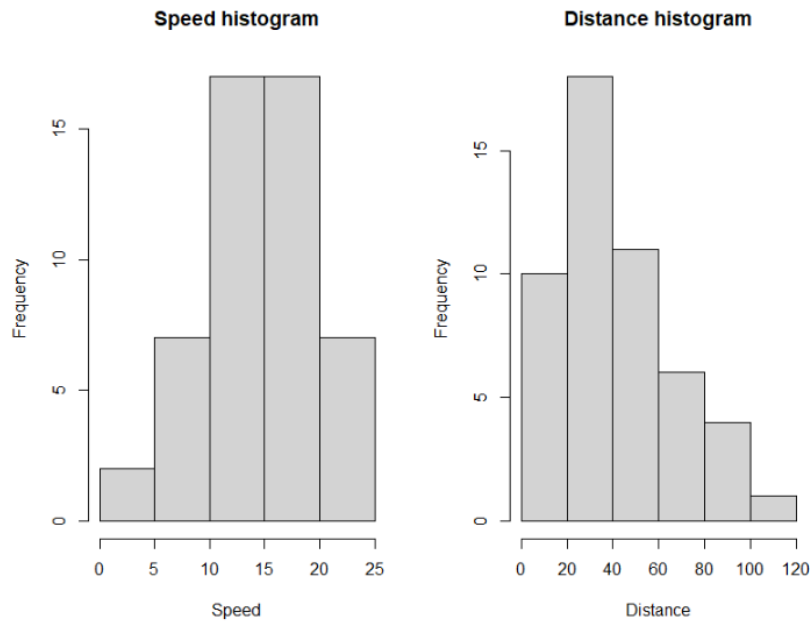 Speed histogram
Frequency
0
5
10
15
0 5 10 15 20 25
Speed
Distance histogram
Frequency
0
5
10
15
0 20 40 60 80 100 120
Distance